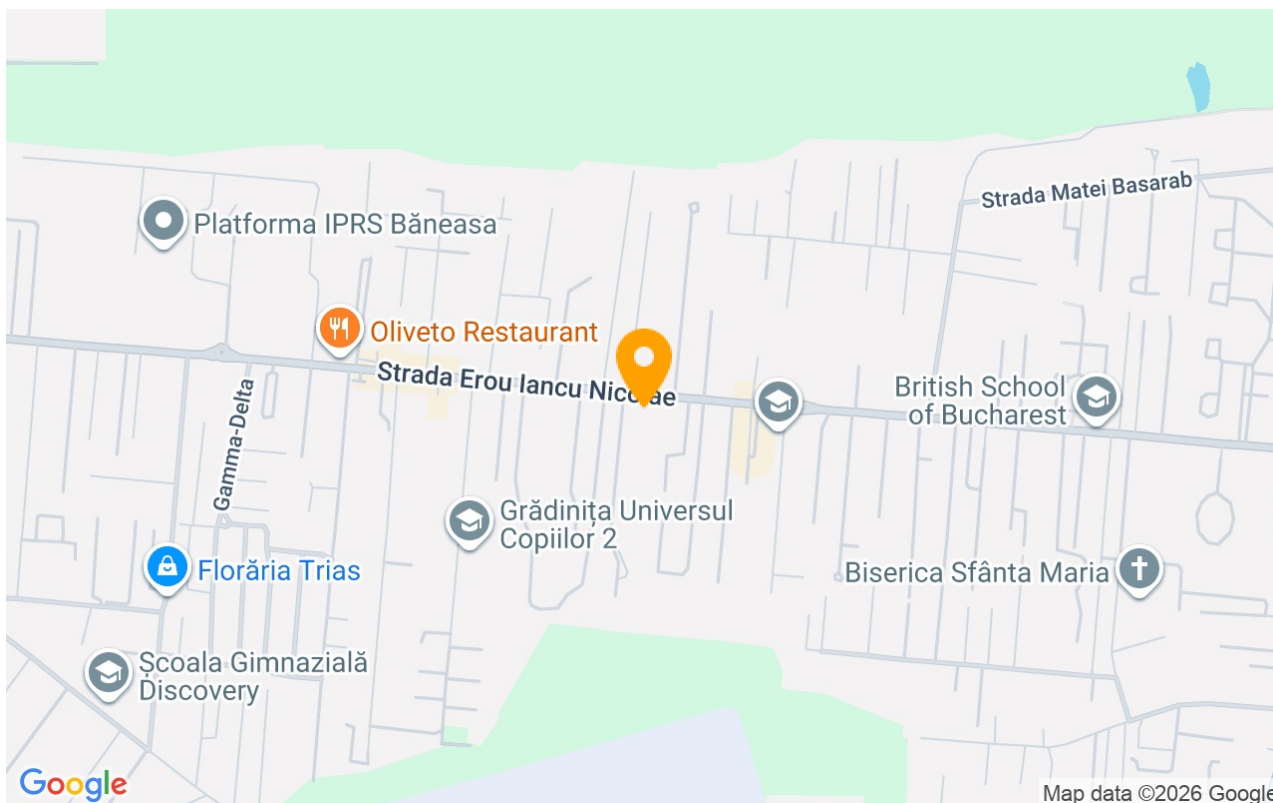 Strada Matei Basarab
Platforma IPRS Băneasa
Oliveto Restaurant
Strada Erou Iancu Nicolae
Gamma-Delta
British School
of Bucharest
Grădinița Universul
Copiilor 2
Florăria Trias
Biserica Sfânta Maria
Școala Gimnazială
Discovery
Google
Map data ©2026 Google